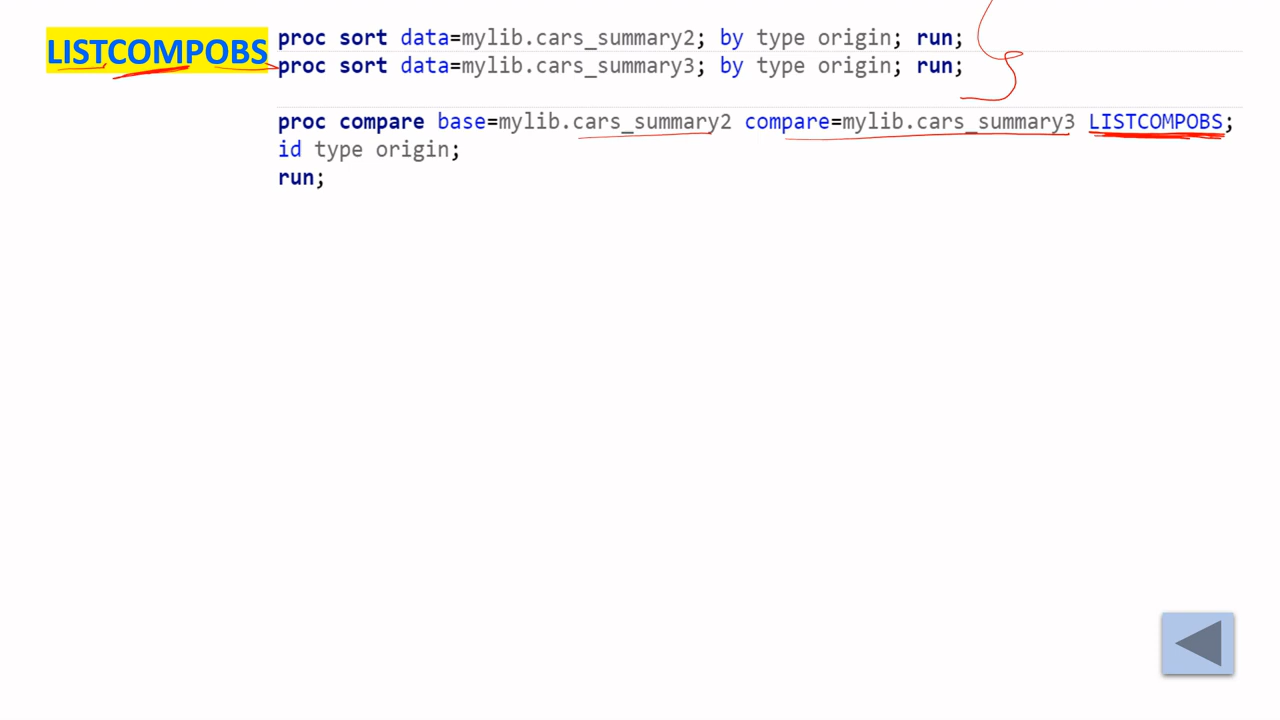 LISTCOMPOBS
proc sort data=mylib.cars_summary2; by type origin; run;
proc sort data=mylib.cars_summary3; by type origin; run;
proc compare base=mylib.cars_summary2 compare=mylib.cars_summary3 LISTCOMPOBS;
id type origin;
run;